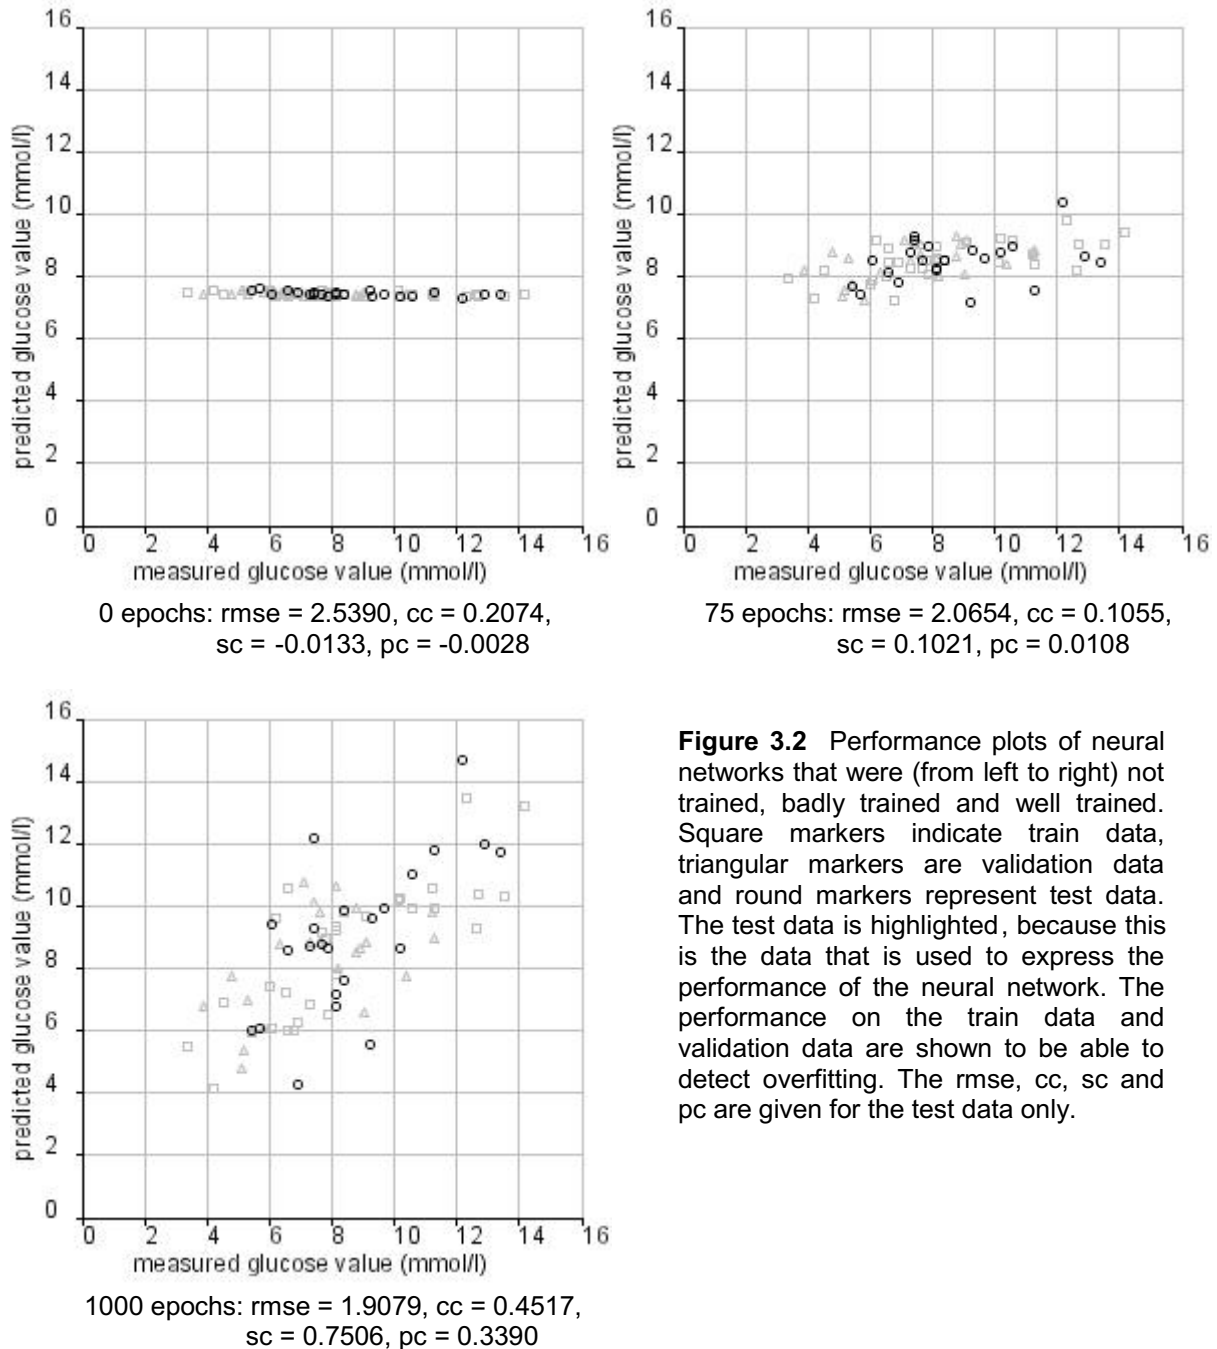 16
14
12
10
8
6
4
2
0
predicted glucose value (mmol/l)
0 2 4 6 8 10 12 14 16
measured glucose value (mmol/l)
0 epochs: rmse = 2.5390, cc = 0.2074,
sc = -0.0133, pc = -0.0028
16
14
12
10
8
6
4
2
0
predicted glucose value (mmol/l)
0 2 4 6 8 10 12 14 16
measured glucose value (mmol/l)
75 epochs: rmse = 2.0654, cc = 0.1055,
sc = 0.1021, pc = 0.0108
16
14
12
10
8
6
4
2
0
predicted glucose value (mmol/l)
0 2 4 6 8 10 12 14 16
measured glucose value (mmol/l)
1000 epochs: rmse = 1.9079, cc = 0.4517,
sc = 0.7506, pc = 0.3390
Figure 3.2 Performance plots of neural
networks that were (from left to right) not
trained, badly trained and well trained.
Square markers indicate train data,
triangular markers are validation data
and round markers represent test data.
The test data is highlighted, because this
is the data that is used to express the
performance of the neural network. The
performance on the train data and
validation data are shown to be able to
detect overfitting. The rmse, cc, sc and
pc are given for the test data only.